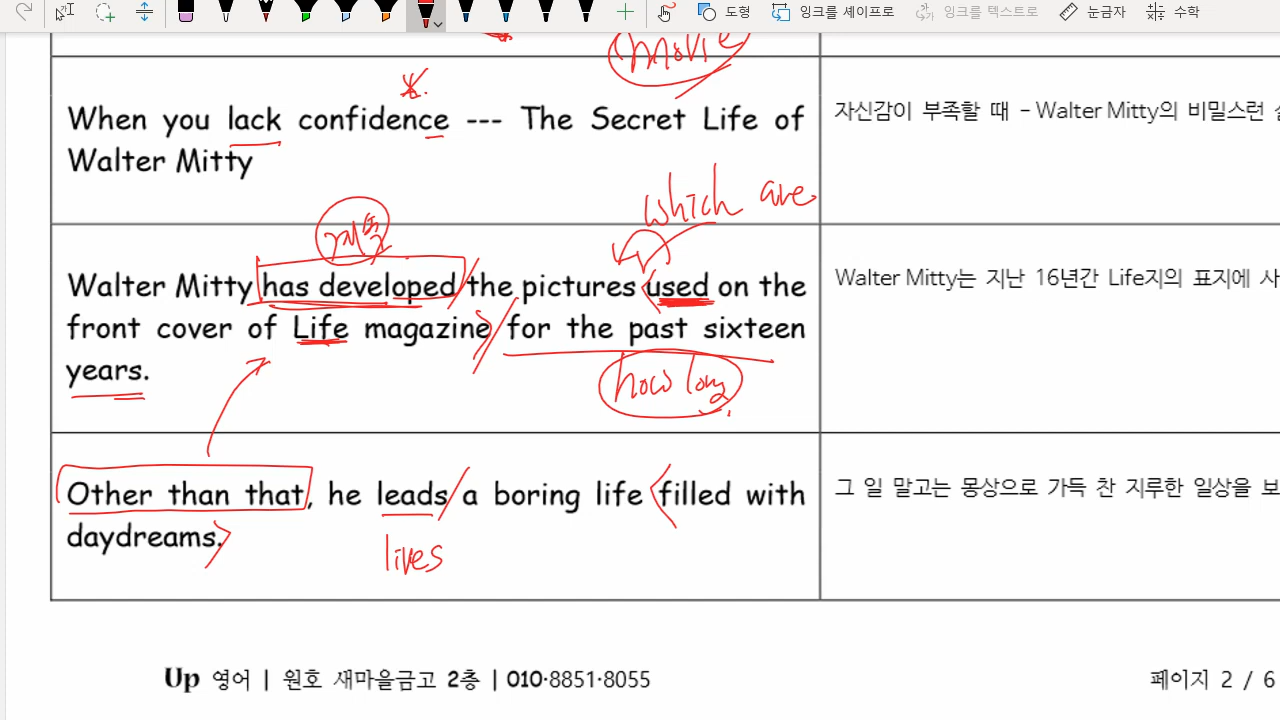 도형 잉크를 셰이프로 잉크를 텍스트로 눈금자 수학
movie
When you lack confidence --- The Secret Life of
Walter Mitty
자신감이 부족할 때 - Walter Mitty의 비밀스런
which are
계속
Walter Mitty has developed the pictures used on the
front cover of Life magazine for the past sixteen
years.
how long
Walter Mitty는 지난 16년간 Life지의 표지에 사
Other than that, he leads a boring life filled with
daydreams.
lives
그 일 말고는 몽상으로 가득 찬 지루한 일상을 보
Up 영어 | 원호 새마을금고 2층 | 010·8851·8055
페이지 2 / 6